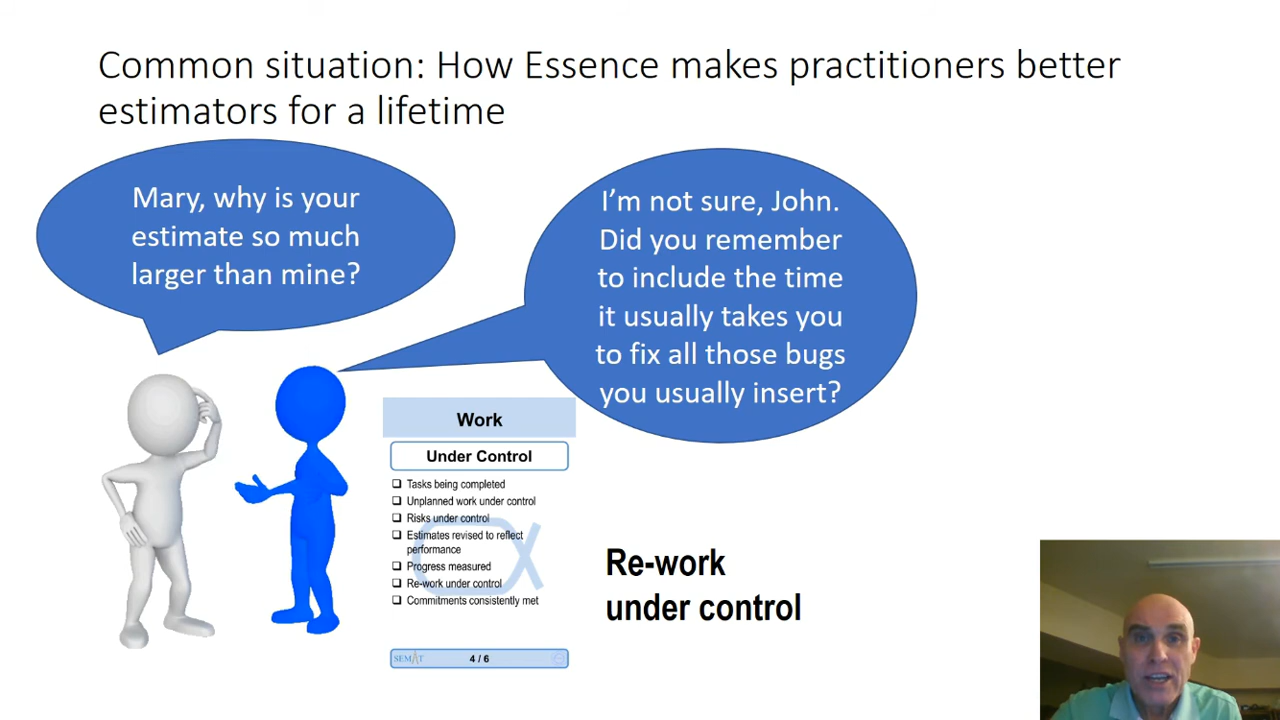 Common situation: How Essence makes practitioners better
estimators for a lifetime
Mary, why is your
estimate so much
larger than mine?
I’m not sure, John.
Did you remember
to include the time
it usually takes you
to fix all those bugs
you usually insert?
Work
Under Control
Tasks being completed
Unplanned work under control
Risks under control
Estimates revised to reflect
performance
Progress measured
Re-work under control
Commitments consistently met
SEMAT
4 / 6
Re-work
under control